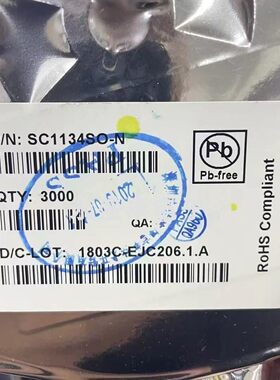 /N: SC1134SO-N
Pb
Pb-free
QTY: 3000
QA:
D/C-LOT: 1803C-EJC206.1.A
RoHS Compliant